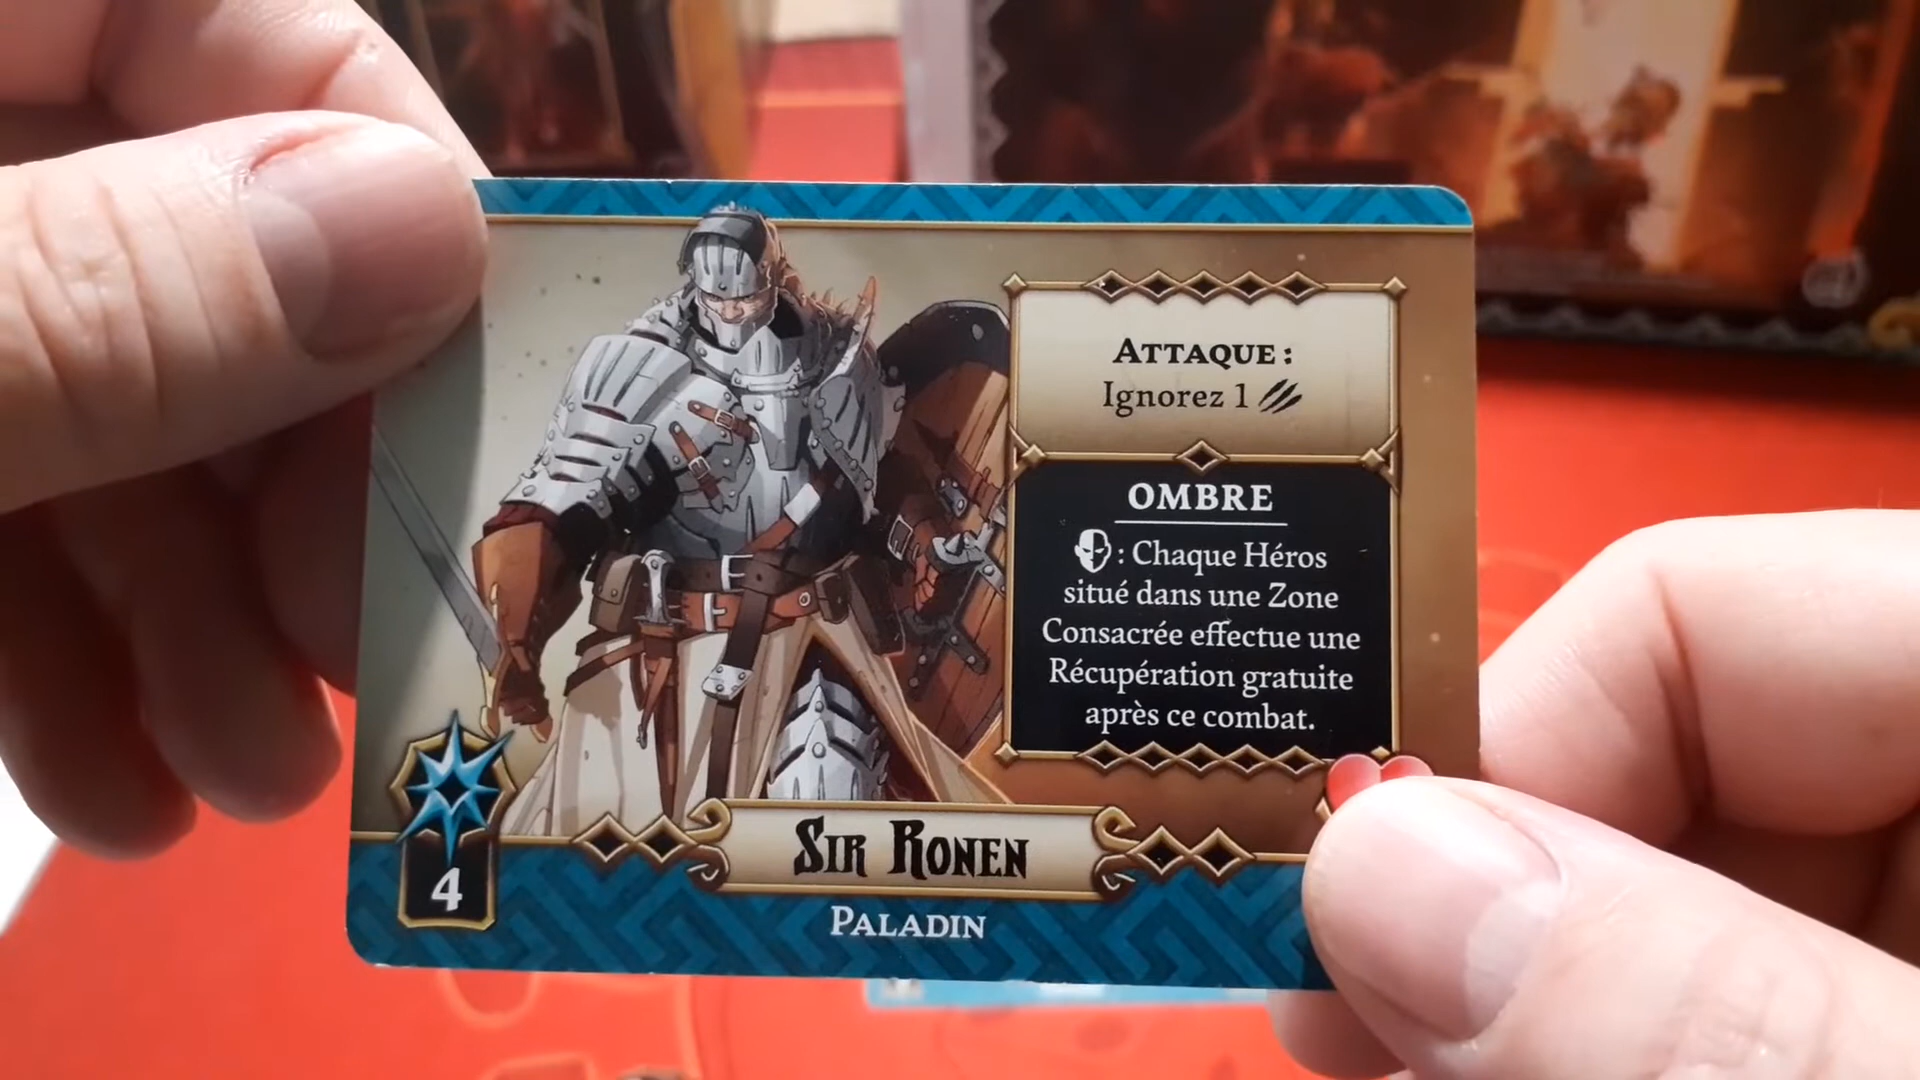 ATTAQUE :
Ignorez 1
OMBRE
: Chaque Héros
situé dans une Zone
Consacrée effectue une
Récupération gratuite
après ce combat.
4
SIR RONEN
PALADIN